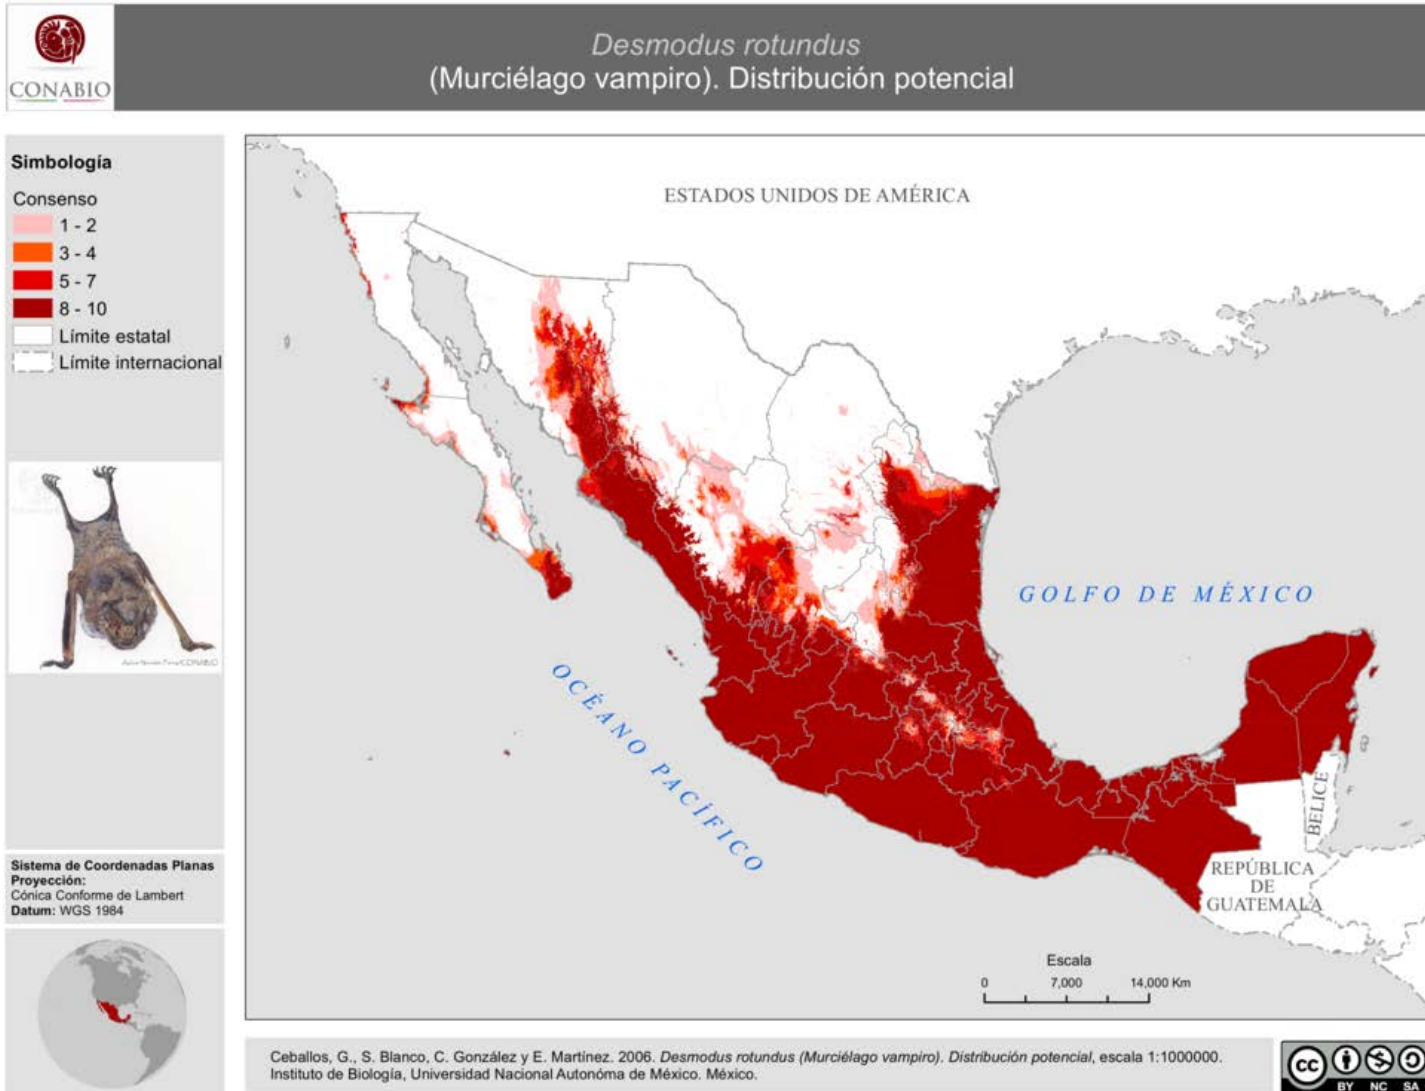 CONABIO
Desmodus rotundus
(Murciélago vampiro). Distribución potencial
Simbología
Consenso
1 - 2
3 - 4
5 - 7
8 - 10
Límite estatal
Límite internacional
Sistema de Coordenadas Planas
Proyección:
Cónica Conforme de Lambert
Datum: WGS 1984
ESTADOS UNIDOS DE AMÉRICA
GOLFO DE MÉXICO
OCÉANO PACÍFICO
BELICE
REPÚBLICA
DE
GUATEMALA
Escala
0 7,000 14,000 Km
Ceballos, G., S. Blanco, C. González y E. Martínez. 2006. Desmodus rotundus (Murciélago vampiro). Distribución potencial, escala 1:1000000.
Instituto de Biología, Universidad Nacional Autonóma de México. México.
CC
BY NC SA